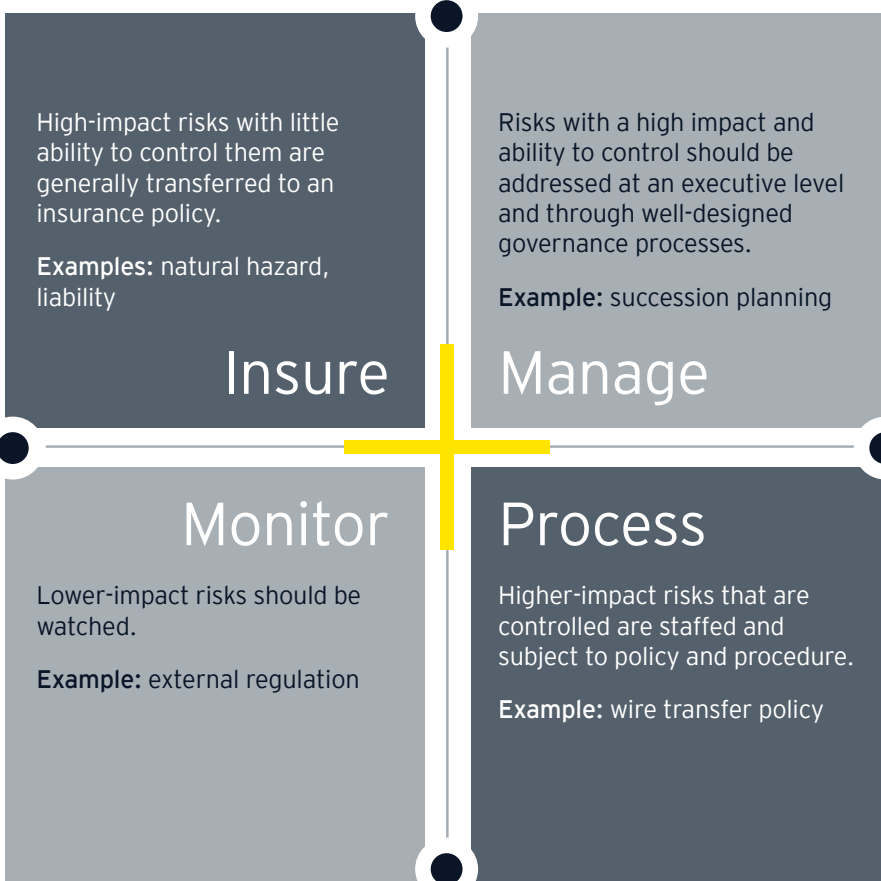 High-impact risks with little
ability to control them are
generally transferred to an
insurance policy.
Examples: natural hazard,
liability
Insure
Risks with a high impact and
ability to control should be
addressed at an executive level
and through well-designed
governance processes.
Example: succession planning
Manage
Monitor
Lower-impact risks should be
watched.
Example: external regulation
Process
Higher-impact risks that are
controlled are staffed and
subject to policy and procedure.
Example: wire transfer policy